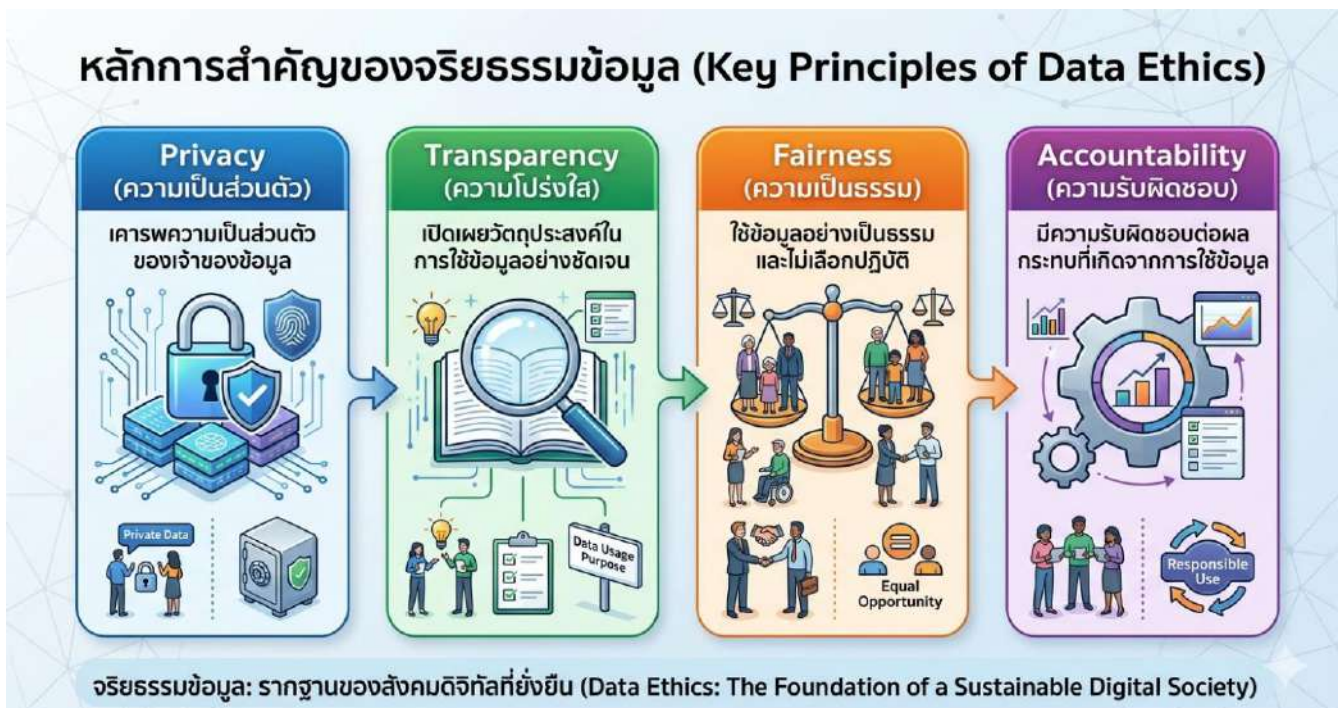 หลักการสำคัญของจริยธรรมข้อมูล (Key Principles of Data Ethics)
Privacy
(ความเป็นส่วนตัว)
เคารพความเป็นส่วนตัว
ของเจ้าของข้อมูล
Private Data
Transparency
(ความโปร่งใส)
เปิดเผยวัตถุประสงค์ใน
การใช้ข้อมูลอย่างชัดเจน
Data Usage
Purpose
Fairness
(ความเป็นธรรม)
ใช้ข้อมูลอย่างเป็นธรรม
และไม่เลือกปฏิบัติ
Equal
Opportunity
Accountability
(ความรับผิดชอบ)
มีความรับผิดชอบต่อผล
กระทบที่เกิดจากการใช้ข้อมูล
Responsible
Use
จริยธรรมข้อมูล: รากฐานของสังคมดิจิทัลที่ยั่งยืน (Data Ethics: The Foundation of a Sustainable Digital Society)